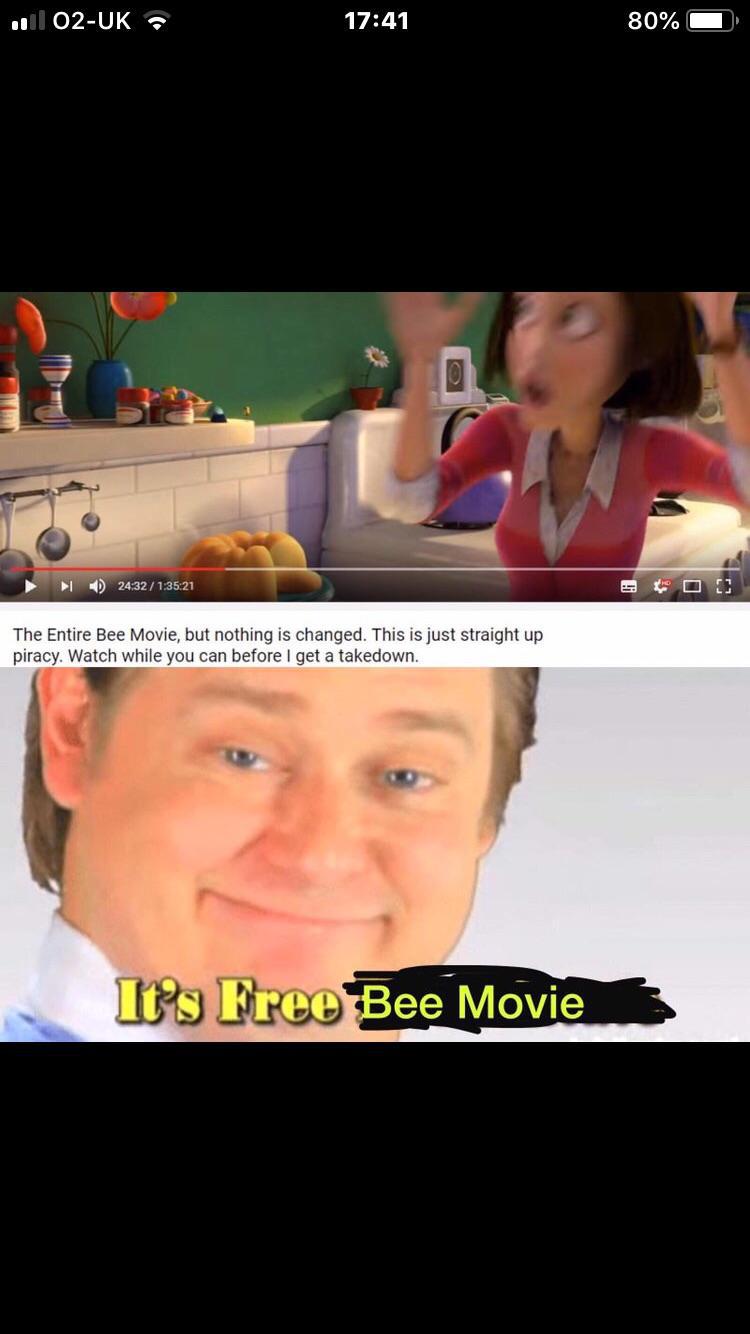 O2-UK 17:41 80%
24:32 / 1:35:21 HD
The Entire Bee Movie, but nothing is changed. This is just straight up
piracy. Watch while you can before I get a takedown.
It's Free Bee Movie